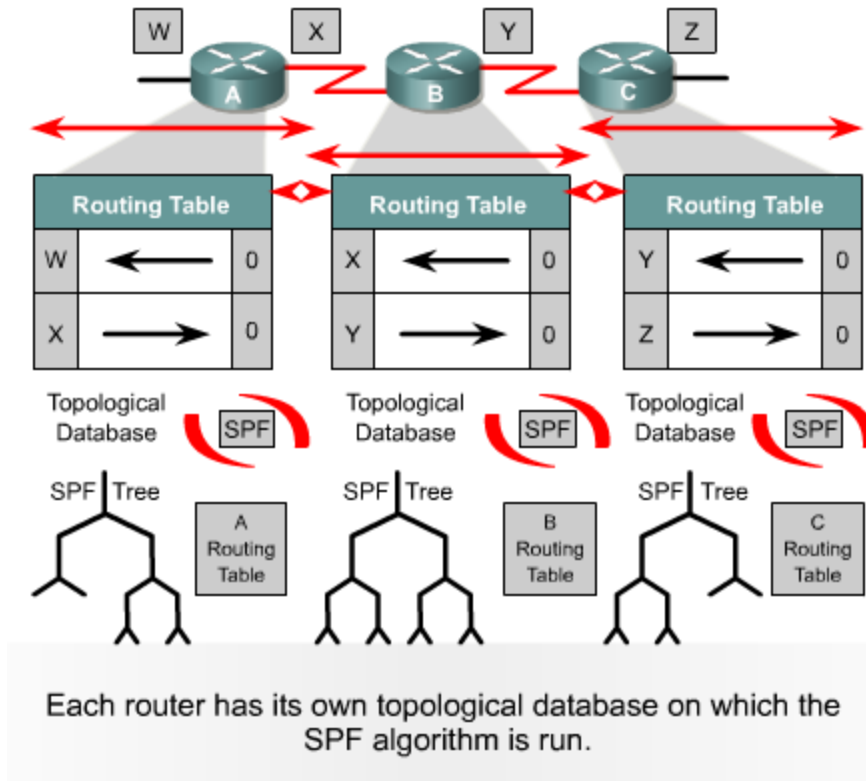 W X Y Z
A B C
Routing Table Routing Table Routing Table
W 0 X 0 Y 0
X 0 Y 0 Z 0
Topological Topological Topological
Database SPF Database SPF Database SPF
SPF Tree SPF Tree SPF Tree
A B C
Routing Routing Routing
Table Table Table
Each router has its own topological database on which the
SPF algorithm is run.